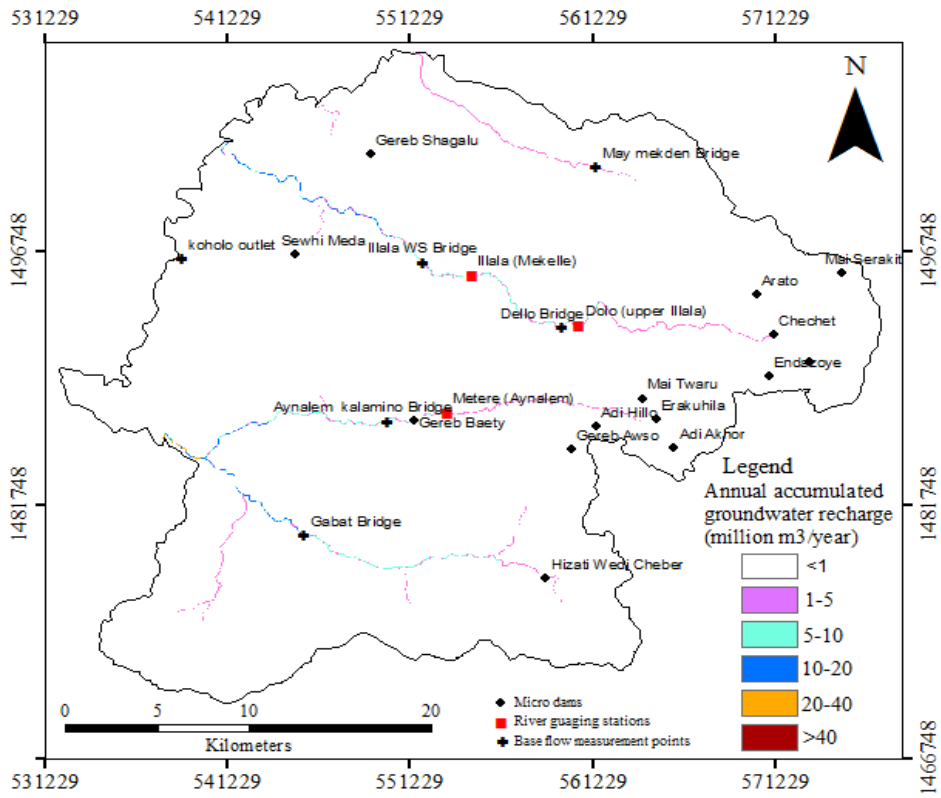 531229 541229 551229 561229 571229
N
Gereb Shagalu
May mekden Bridge
1496748
1496748
koholo outlet
Sewhi Meda
Illala WS Bridge
Illala (Mekelle)
Mai Serakit
Arato
Dello Bridge
Dolo (upper Illala)
Chechet
Endazoye
Mai Twaru
Aynalem kalamino Bridge
Metere (Aynalem)
Erakuhila
Adi Hillo
Gereb Baety
Gereb Awso
Adi Akhor
1481748
1481748
Gabat Bridge
Hizati Wedi Cheber
Legend
Annual accumulated
groundwater recharge
(million m3/year)
<1
1-5
5-10
10-20
20-40
>40
0 5 10 20
Kilometers
Micro dams
River guaging stations
Base flow measurement points
1466748
531229 541229 551229 561229 571229